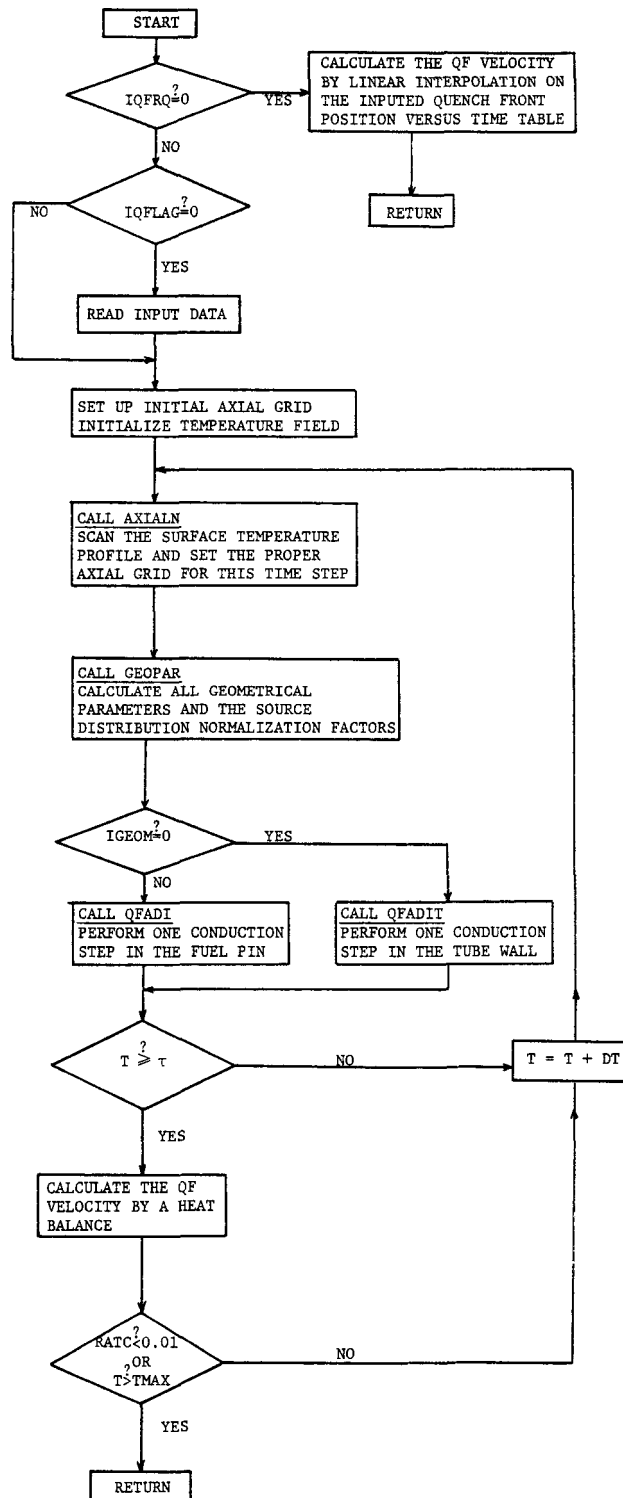 START
?
IQFRQ=0
YES
CALCULATE THE QF VELOCITY
BY LINEAR INTERPOLATION ON
THE INPUTED QUENCH FRONT
POSITION VERSUS TIME TABLE
RETURN
NO
?
IQFLAG=0
NO
YES
READ INPUT DATA
SET UP INITIAL AXIAL GRID
INITIALIZE TEMPERATURE FIELD
CALL AXIALN
SCAN THE SURFACE TEMPERATURE
PROFILE AND SET THE PROPER
AXIAL GRID FOR THIS TIME STEP
CALL GEOPAR
CALCULATE ALL GEOMETRICAL
PARAMETERS AND THE SOURCE
DISTRIBUTION NORMALIZATION FACTORS
?
IGEOM=0
YES
NO
CALL QFADI
PERFORM ONE CONDUCTION
STEP IN THE FUEL PIN
CALL QFADIT
PERFORM ONE CONDUCTION
STEP IN THE TUBE WALL
?
T ⩾ τ
NO
T = T + DT
YES
CALCULATE THE QF
VELOCITY BY A HEAT
BALANCE
?
RATC<0.01
OR
?
T>TMAX
NO
YES
RETURN